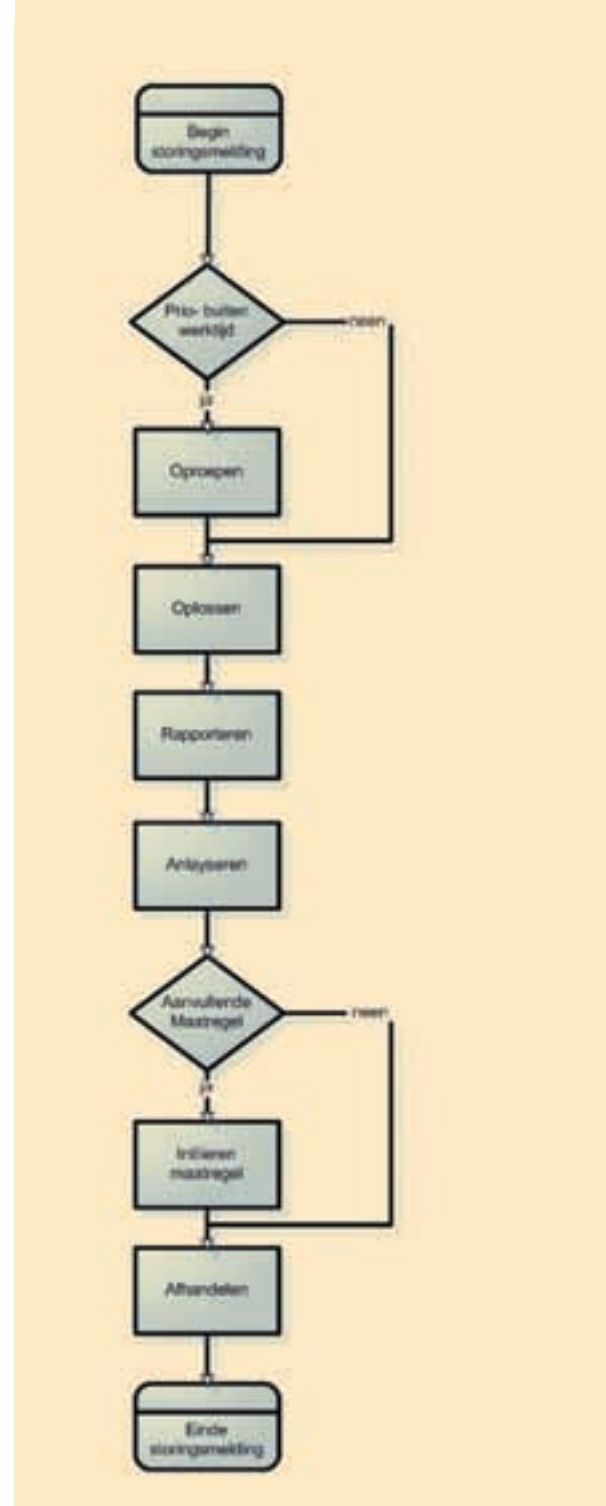 Begin
storingsmelding
Prio- buiten
werktijd
neen
ja
Oproepen
Oplossen
Rapporteren
Anlayseren
Aanvullende
Maatregel
neen
ja
Initiëren
maatregel
Afhandelen
Einde
storingsmelding